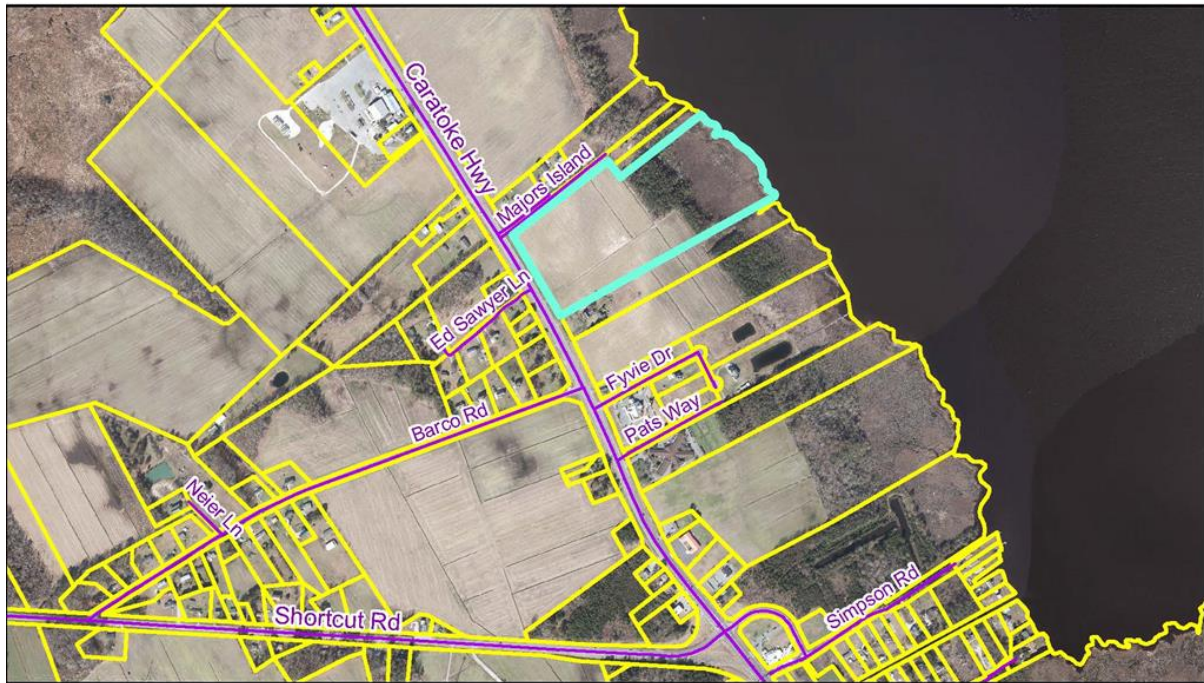 Caratoke Hwy
Majors Island
Ed Sawyer Ln
Fyvie Dr
Barco Rd
Pats Way
Neier Ln
Shortcut Rd
Simpson Rd